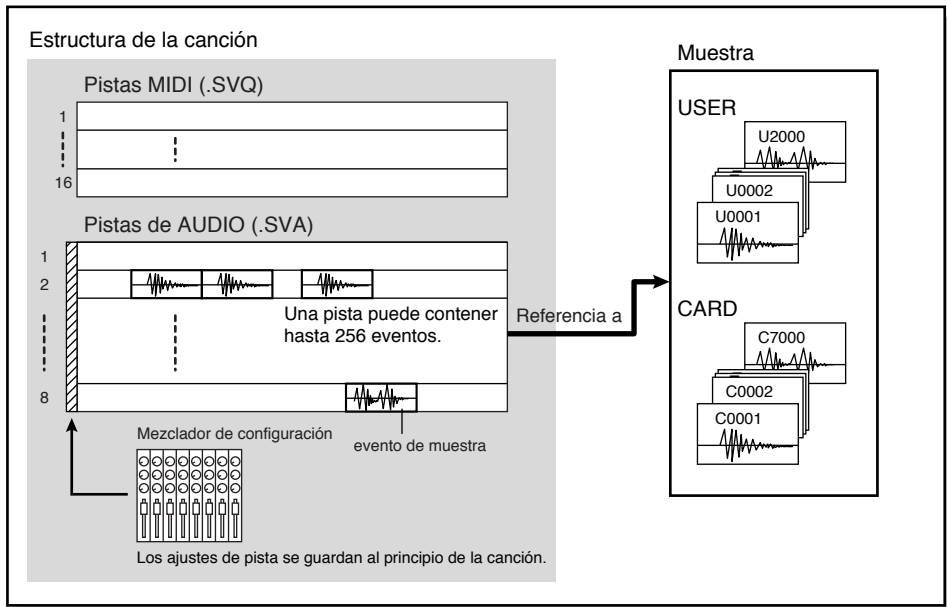 Estructura de la canción
Pistas MIDI (.SVQ)
1
16
Pistas de AUDIO (.SVA)
1
2
Una pista puede contener
hasta 256 eventos.
8
Mezclador de configuración
evento de muestra
Los ajustes de pista se guardan al principio de la canción.
Referencia a
Muestra
USER
U2000
U0002
U0001
CARD
C7000
C0002
C0001